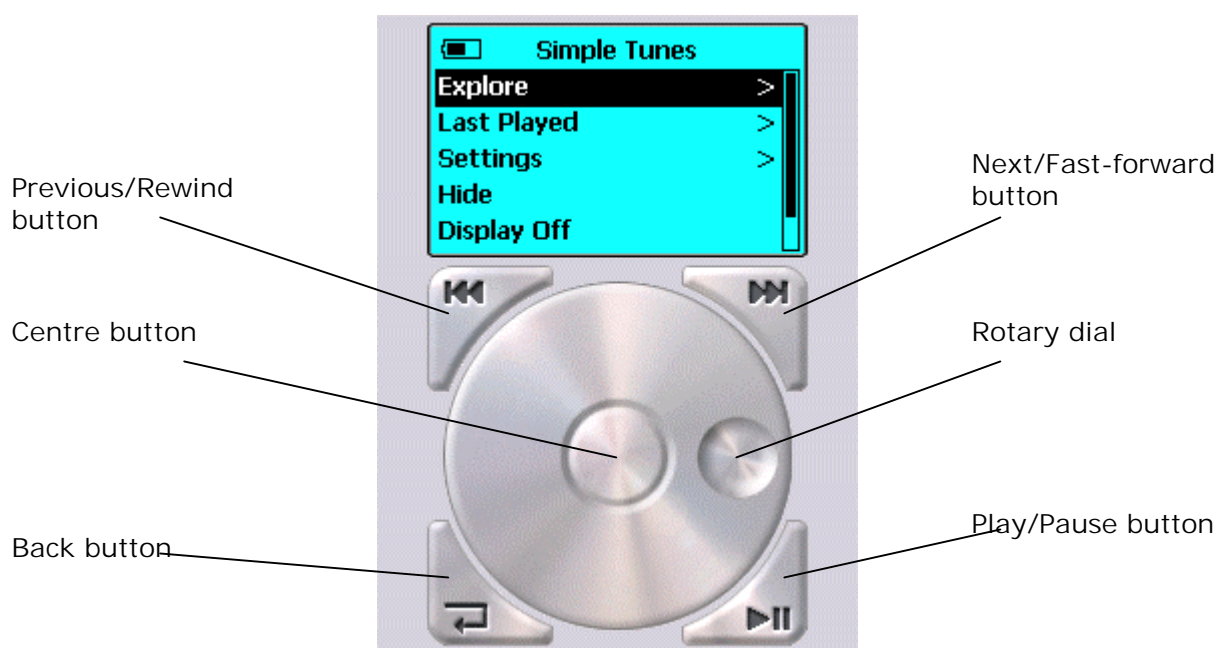 Simple Tunes
Explore >
Last Played >
Settings >
Hide
Display Off
Previous/Rewind
button
Next/Fast-forward
button
Centre button
Rotary dial
Back button
Play/Pause button